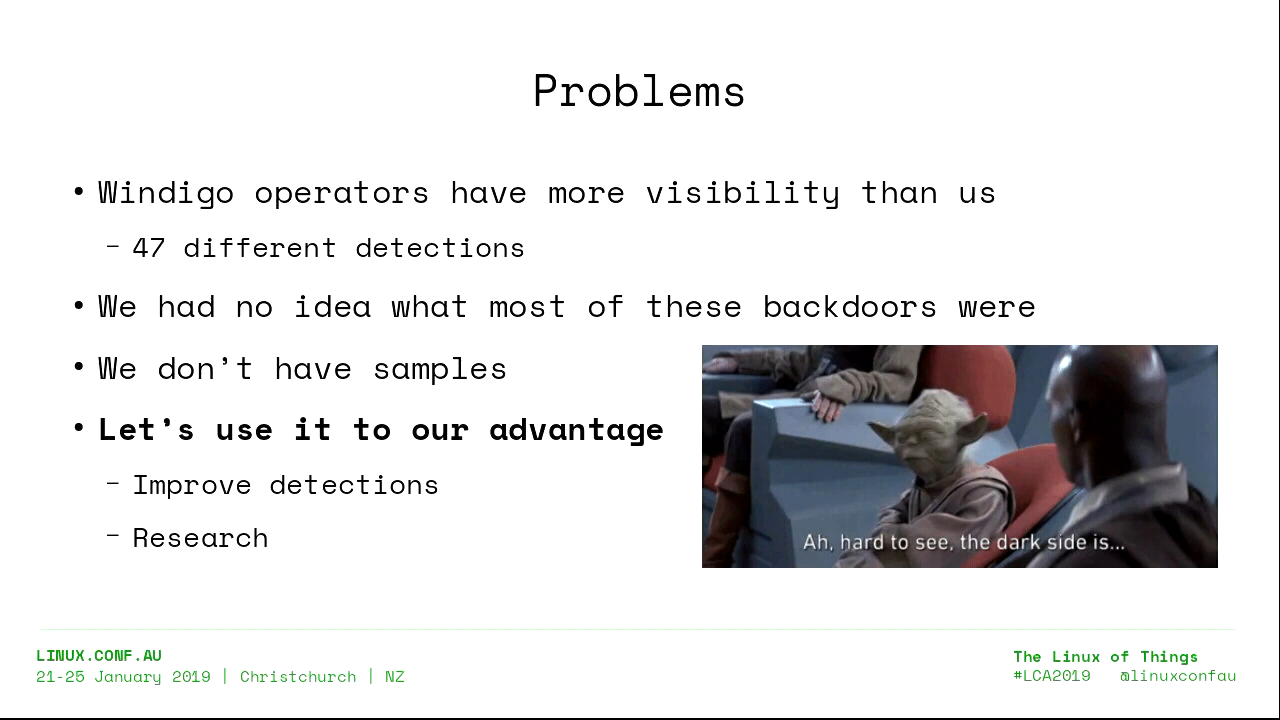 Problems
• Windigo operators have more visibility than us
– 47 different detections
• We had no idea what most of these backdoors were
• We don’t have samples
• Let’s use it to our advantage
– Improve detections
– Research
Ah, hard to see, the dark side is...
LINUX.CONF.AU
21-25 January 2019 | Christchurch | NZ
The Linux of Things
#LCA2019 @linuxconfau